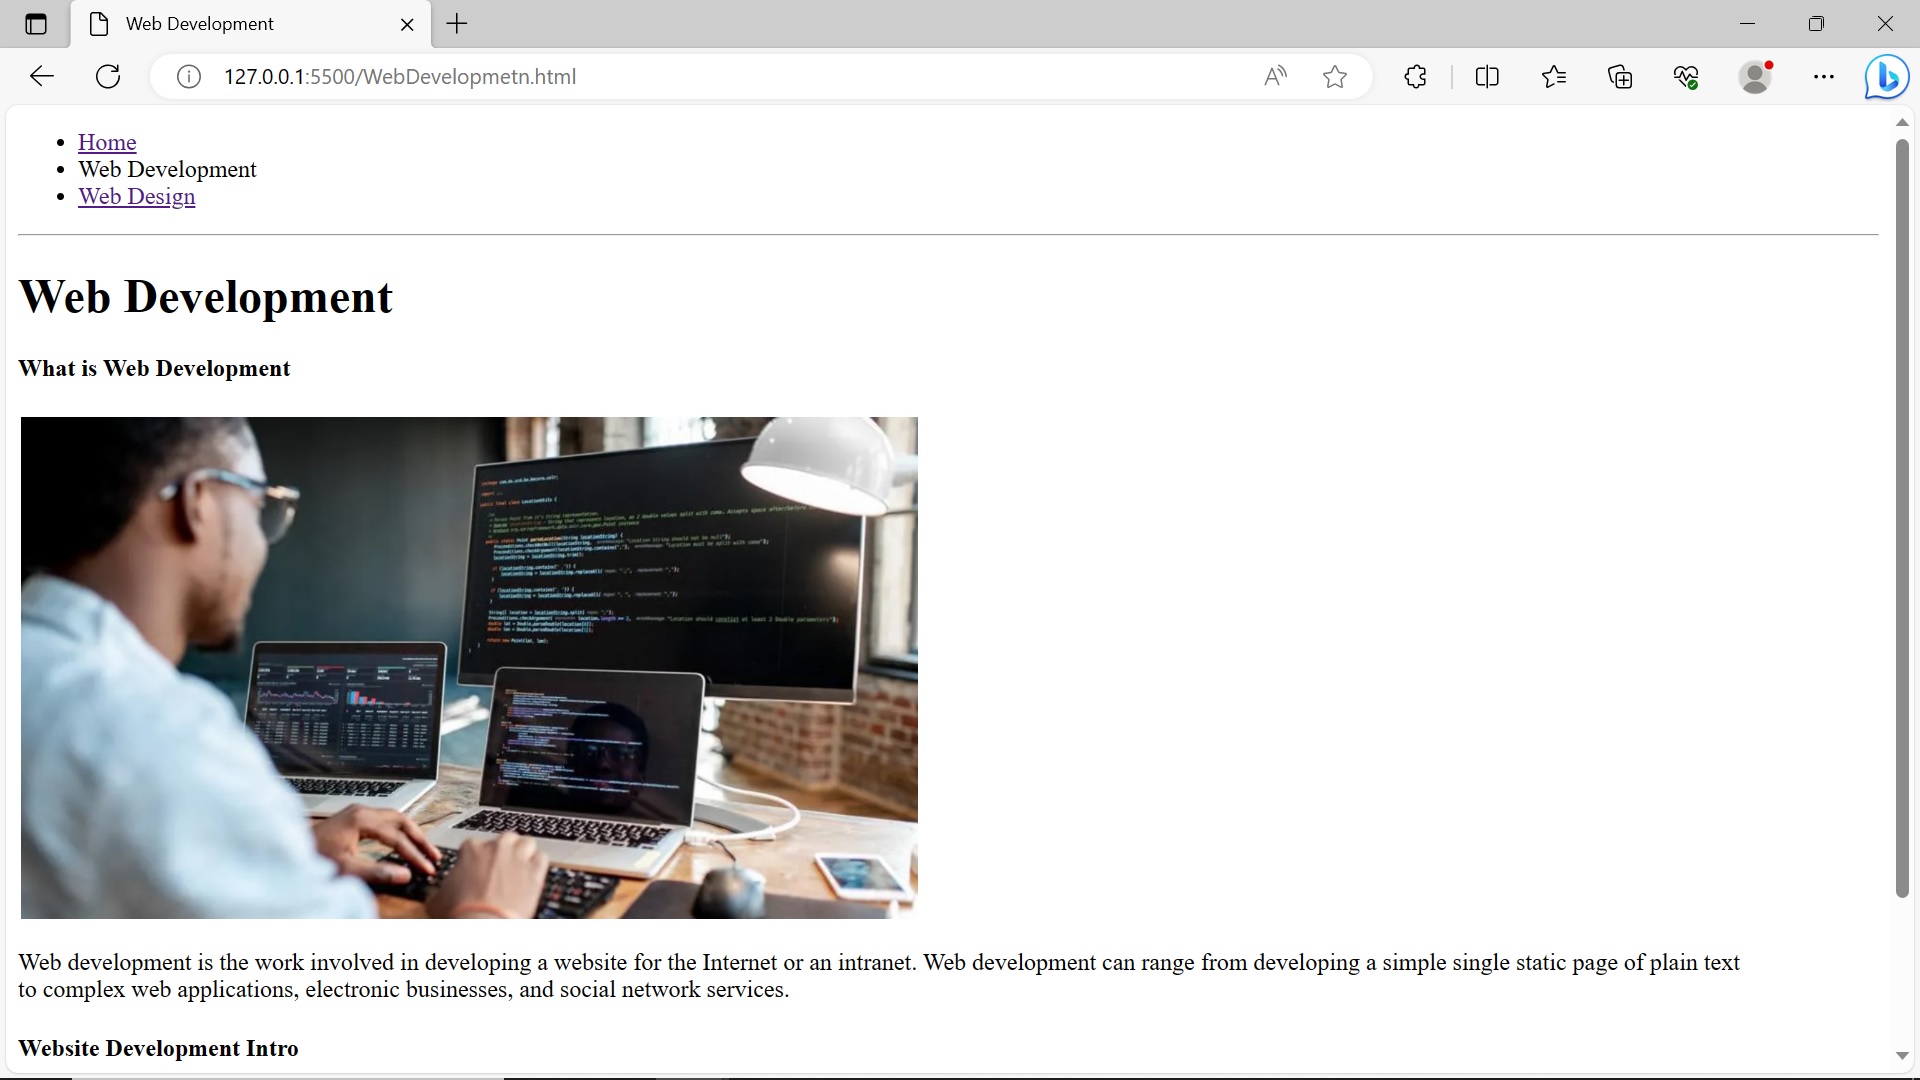 Web Development
127.0.0.1:5500/WebDevelopmetn.html
Home
Web Development
Web Design
Web Development
What is Web Development
Web development is the work involved in developing a website for the Internet or an intranet. Web development can range from developing a simple single static page of plain text
to complex web applications, electronic businesses, and social network services.
Website Development Intro